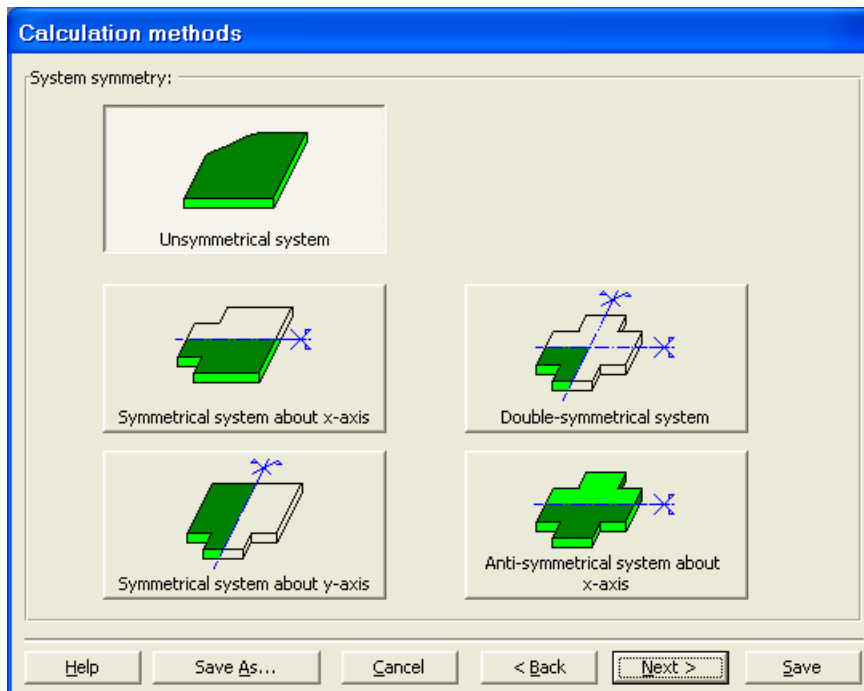 Calculation methods
System symmetry:
Unsymmetrical system
Symmetrical system about x-axis
Double-symmetrical system
Symmetrical system about y-axis
Anti-symmetrical system about
x-axis
Help
Save As...
Cancel
< Back
Next >
Save